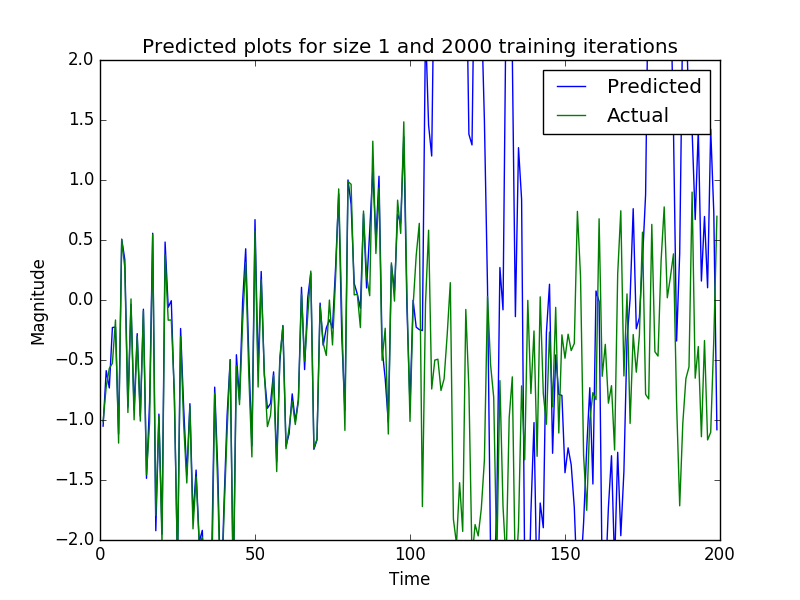 Predicted plots for size 1 and 2000 training iterations
2.0
1.5
1.0
0.5
0.0
−0.5
−1.0
−1.5
−2.0
Magnitude
Predicted
Actual
0 50 100 150 200
Time